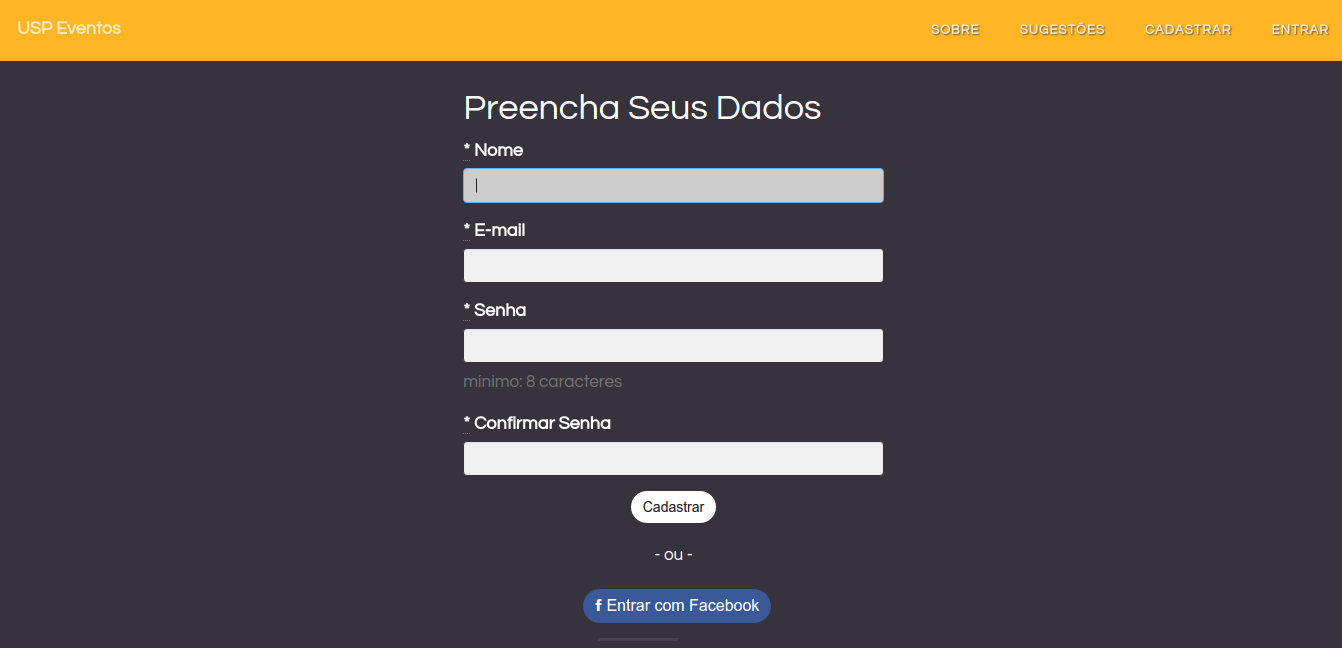 USP Eventos
SOBRE SUGESTÕES CADASTRAR ENTRAR
Preencha Seus Dados
* Nome
* E-mail
* Senha
mínimo: 8 caracteres
* Confirmar Senha
Cadastrar
- ou -
f Entrar com Facebook